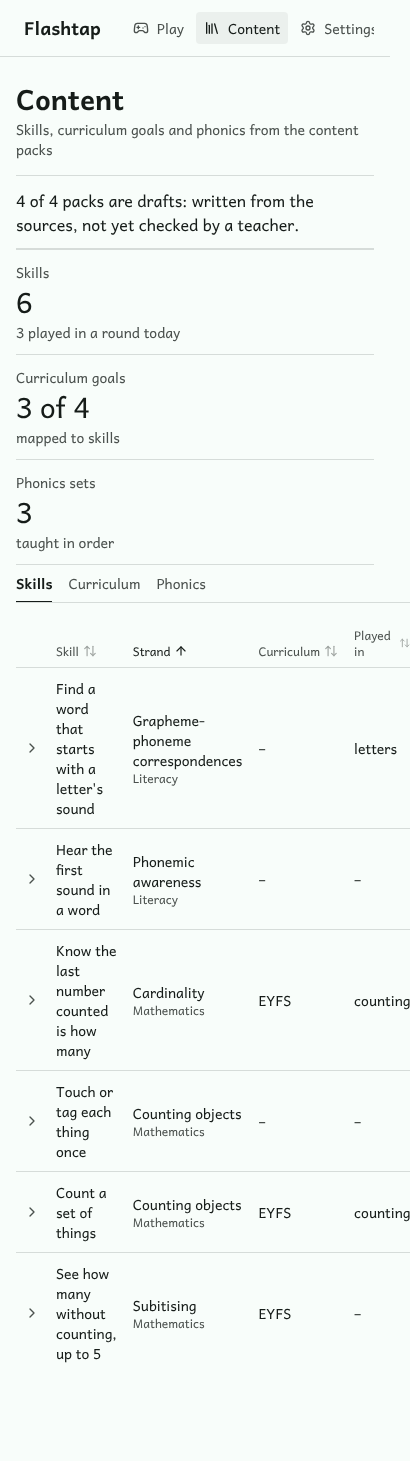 Flashtap Play Content Settings
Content
Skills, curriculum goals and phonics from the content
packs
4 of 4 packs are drafts: written from the
sources, not yet checked by a teacher.
Skills
6
3 played in a round today
Curriculum goals
3 of 4
mapped to skills
Phonics sets
3
taught in order
Skills Curriculum Phonics
Skill Strand Curriculum Played
in
Find a
word
that
starts
with a
letter's
sound
Grapheme-
phoneme
correspondences
Literacy
–
letters
Hear the
first
sound in
a word
Phonemic
awareness
Literacy
–
–
Know the
last
number
counted
is how
many
Cardinality
Mathematics
EYFS
counting
Touch or
tag each
thing
once
Counting objects
Mathematics
–
–
Count a
set of
things
Counting objects
Mathematics
EYFS
counting
See how
many
without
counting,
up to 5
Subitising
Mathematics
EYFS
–